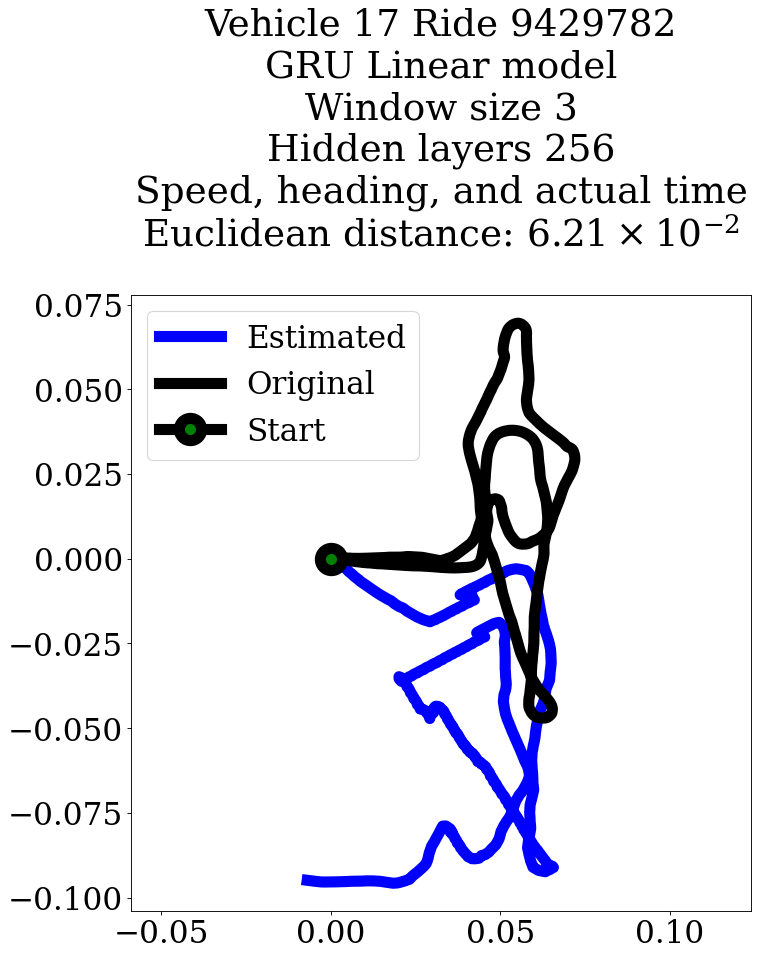 Vehicle 17 Ride 9429782
GRU Linear model
Window size 3
Hidden layers 256
Speed, heading, and actual time
Euclidean distance: 6.21 × 10⁻²
Estimated
Original
Start
0.075
0.050
0.025
0.000
−0.025
−0.050
−0.075
−0.100
−0.05 0.00 0.05 0.10